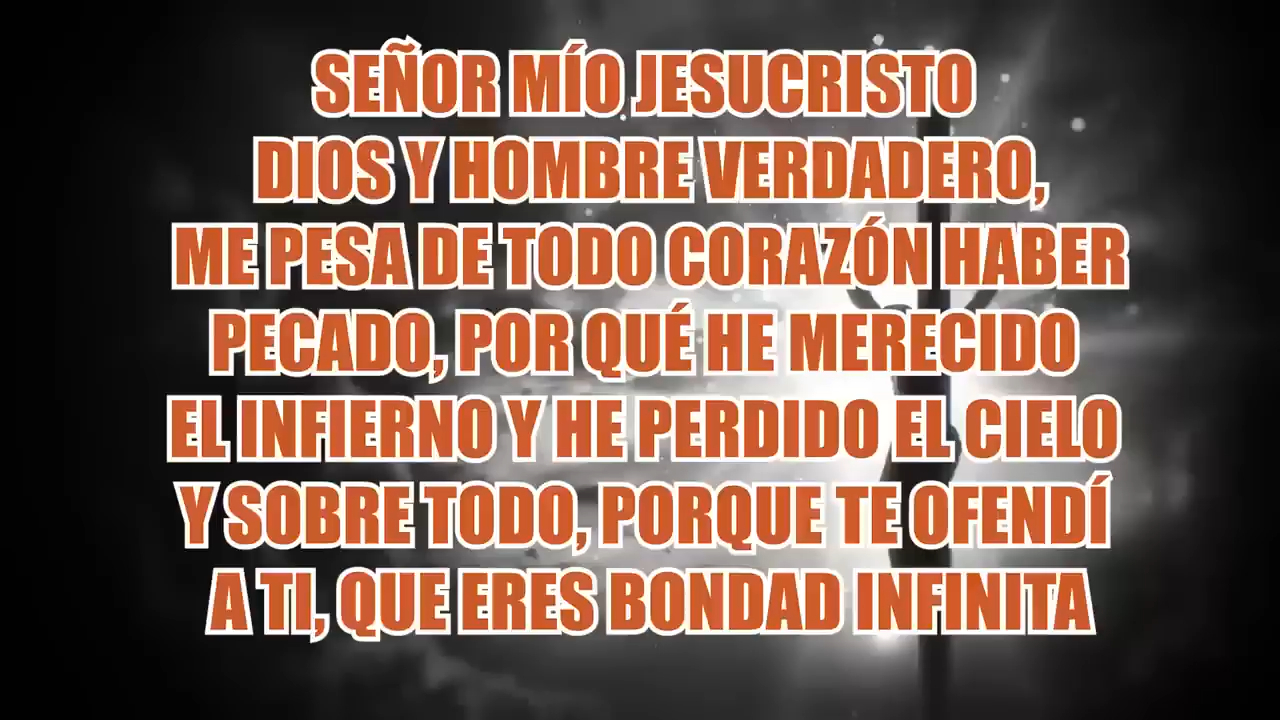 SEÑOR MÍO JESUCRISTO
DIOS Y HOMBRE VERDADERO,
ME PESA DE TODO CORAZÓN HABER
PECADO, POR QUÉ HE MERECIDO
EL INFIERNO Y HE PERDIDO EL CIELO
Y SOBRE TODO, PORQUE TE OFENDÍ
A TI, QUE ERES BONDAD INFINITA